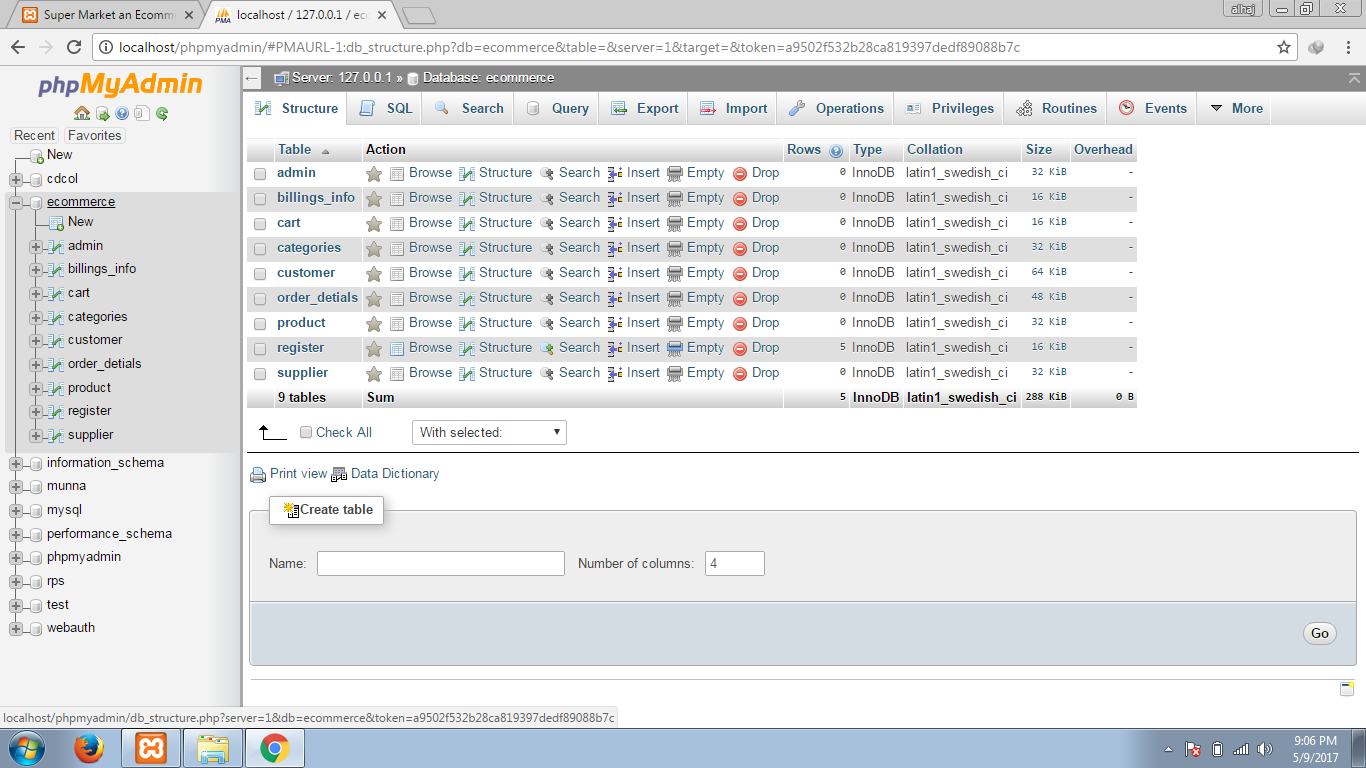 Super Market an Ecomm
localhost / 127.0.0.1 / ec
alhaj
localhost/phpmyadmin/#PMAURL-1:db_structure.php?db=ecommerce&table=&server=1&target=&token=a9502f532b28ca819397dedf89088b7c
phpMyAdmin
Recent Favorites
New
cdcol
ecommerce
New
admin
billings_info
cart
categories
customer
order_detials
product
register
supplier
information_schema
munna
mysql
performance_schema
phpmyadmin
rps
test
webauth
Server: 127.0.0.1 » Database: ecommerce
Structure SQL Search Query Export Import Operations Privileges Routines Events More
Table Action Rows Type Collation Size Overhead
admin Browse Structure Search Insert Empty Drop 0 InnoDB latin1_swedish_ci 32 KiB -
billings_info Browse Structure Search Insert Empty Drop 0 InnoDB latin1_swedish_ci 16 KiB -
cart Browse Structure Search Insert Empty Drop 0 InnoDB latin1_swedish_ci 16 KiB -
categories Browse Structure Search Insert Empty Drop 0 InnoDB latin1_swedish_ci 32 KiB -
customer Browse Structure Search Insert Empty Drop 0 InnoDB latin1_swedish_ci 64 KiB -
order_detials Browse Structure Search Insert Empty Drop 0 InnoDB latin1_swedish_ci 48 KiB -
product Browse Structure Search Insert Empty Drop 0 InnoDB latin1_swedish_ci 32 KiB -
register Browse Structure Search Insert Empty Drop 5 InnoDB latin1_swedish_ci 16 KiB -
supplier Browse Structure Search Insert Empty Drop 0 InnoDB latin1_swedish_ci 32 KiB -
9 tables Sum 5 InnoDB latin1_swedish_ci 288 KiB 0 B
Check All With selected:
Print view Data Dictionary
Create table
Name: Number of columns: 4
Go
localhost/phpmyadmin/db_structure.php?server=1&db=ecommerce&token=a9502f532b28ca819397dedf89088b7c
9:06 PM
5/9/2017